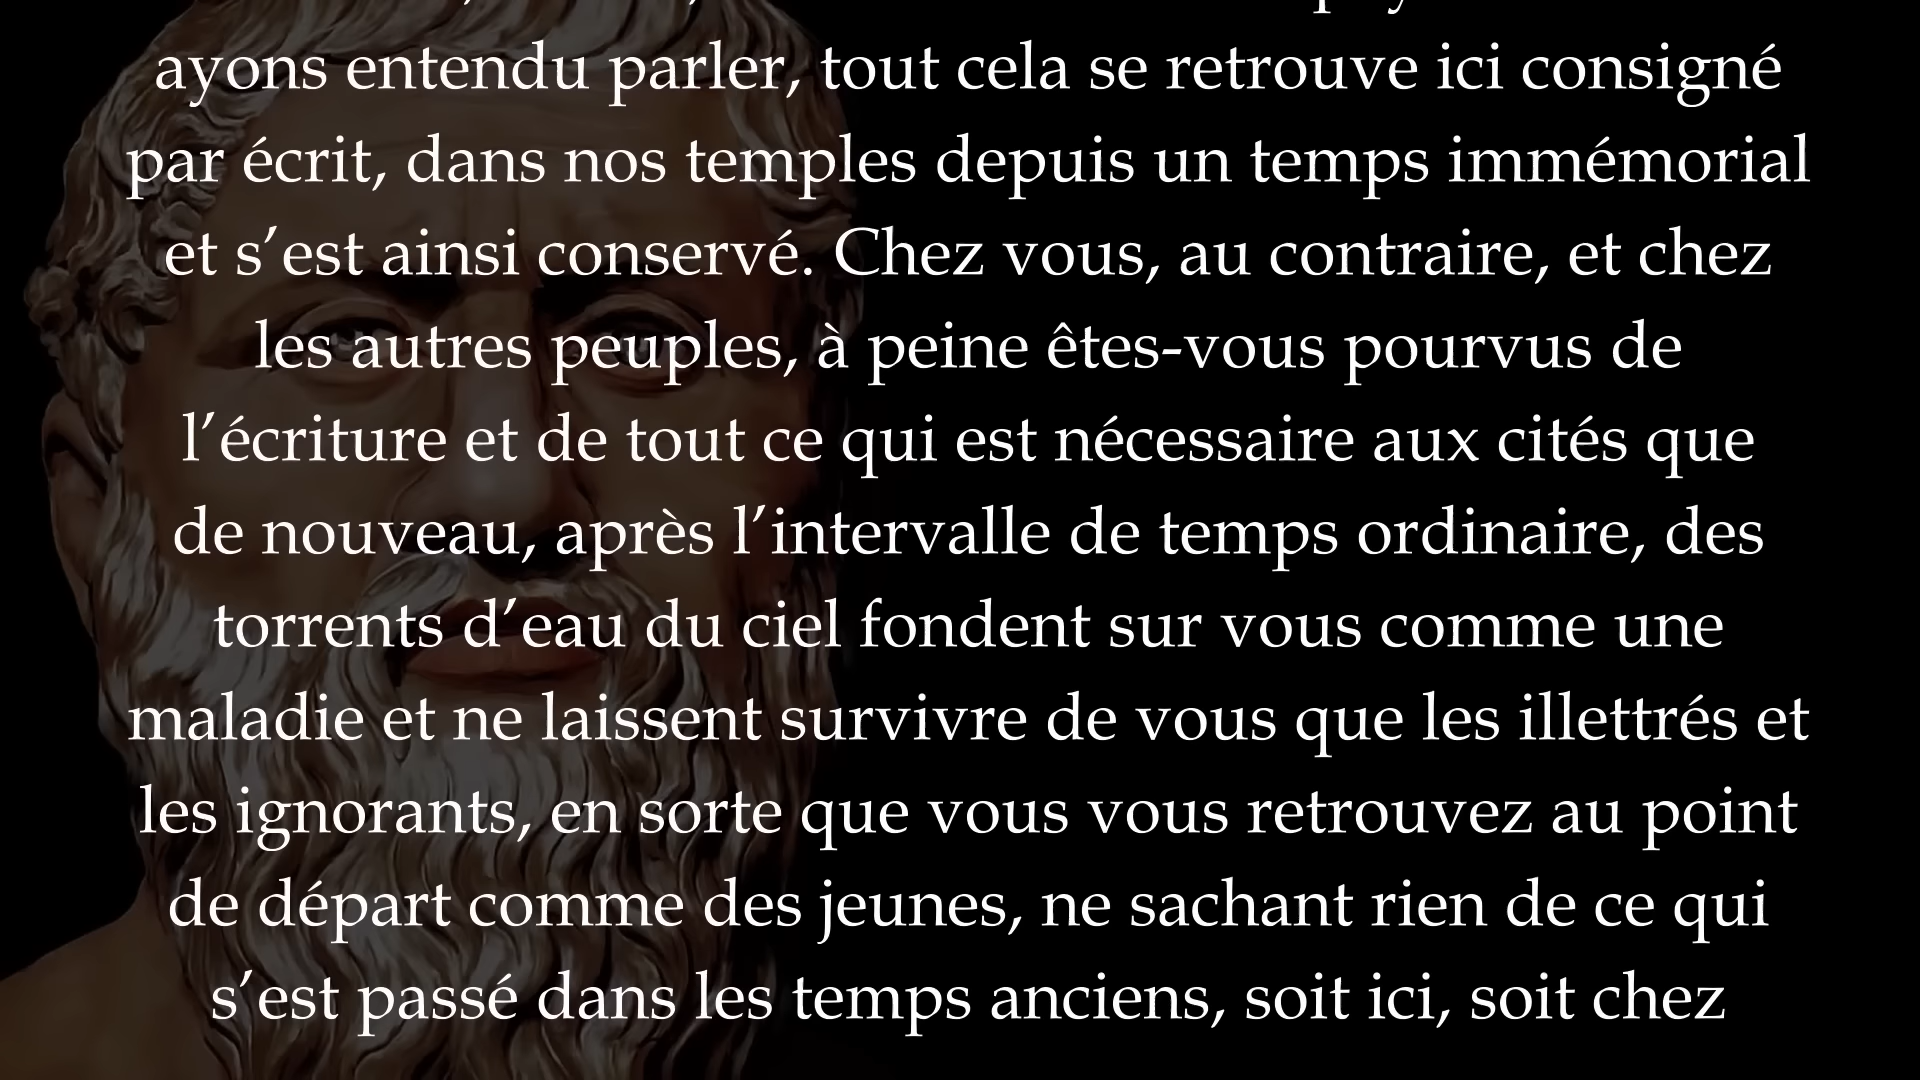 ayons entendu parler, tout cela se retrouve ici consigné
par écrit, dans nos temples depuis un temps immémorial
et s’est ainsi conservé. Chez vous, au contraire, et chez
les autres peuples, à peine êtes-vous pourvus de
l’écriture et de tout ce qui est nécessaire aux cités que
de nouveau, après l’intervalle de temps ordinaire, des
torrents d’eau du ciel fondent sur vous comme une
maladie et ne laissent survivre de vous que les illettrés et
les ignorants, en sorte que vous vous retrouvez au point
de départ comme des jeunes, ne sachant rien de ce qui
s’est passé dans les temps anciens, soit ici, soit chez